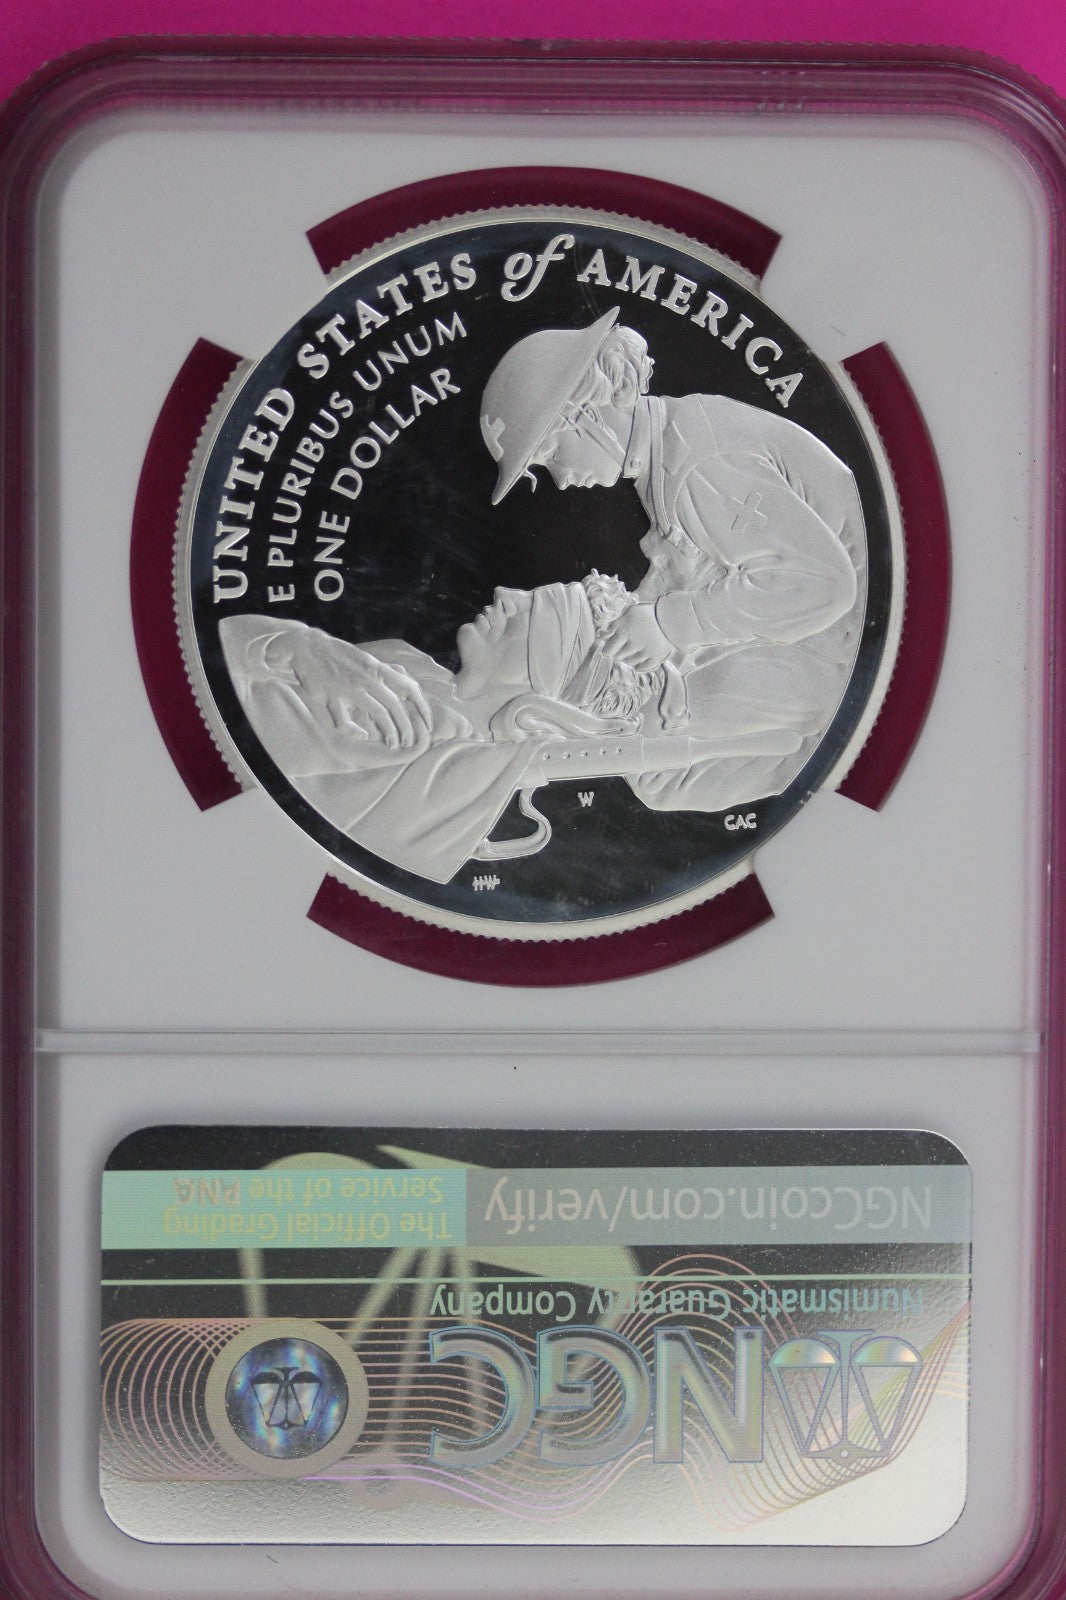 UNITED STATES of AMERICA
E PLURIBUS UNUM
ONE DOLLAR
W
CAC
HW
NGC
Numismatic Guaranty Company
NGCcoin.com/verify
The Official Grading
Service of the PNA